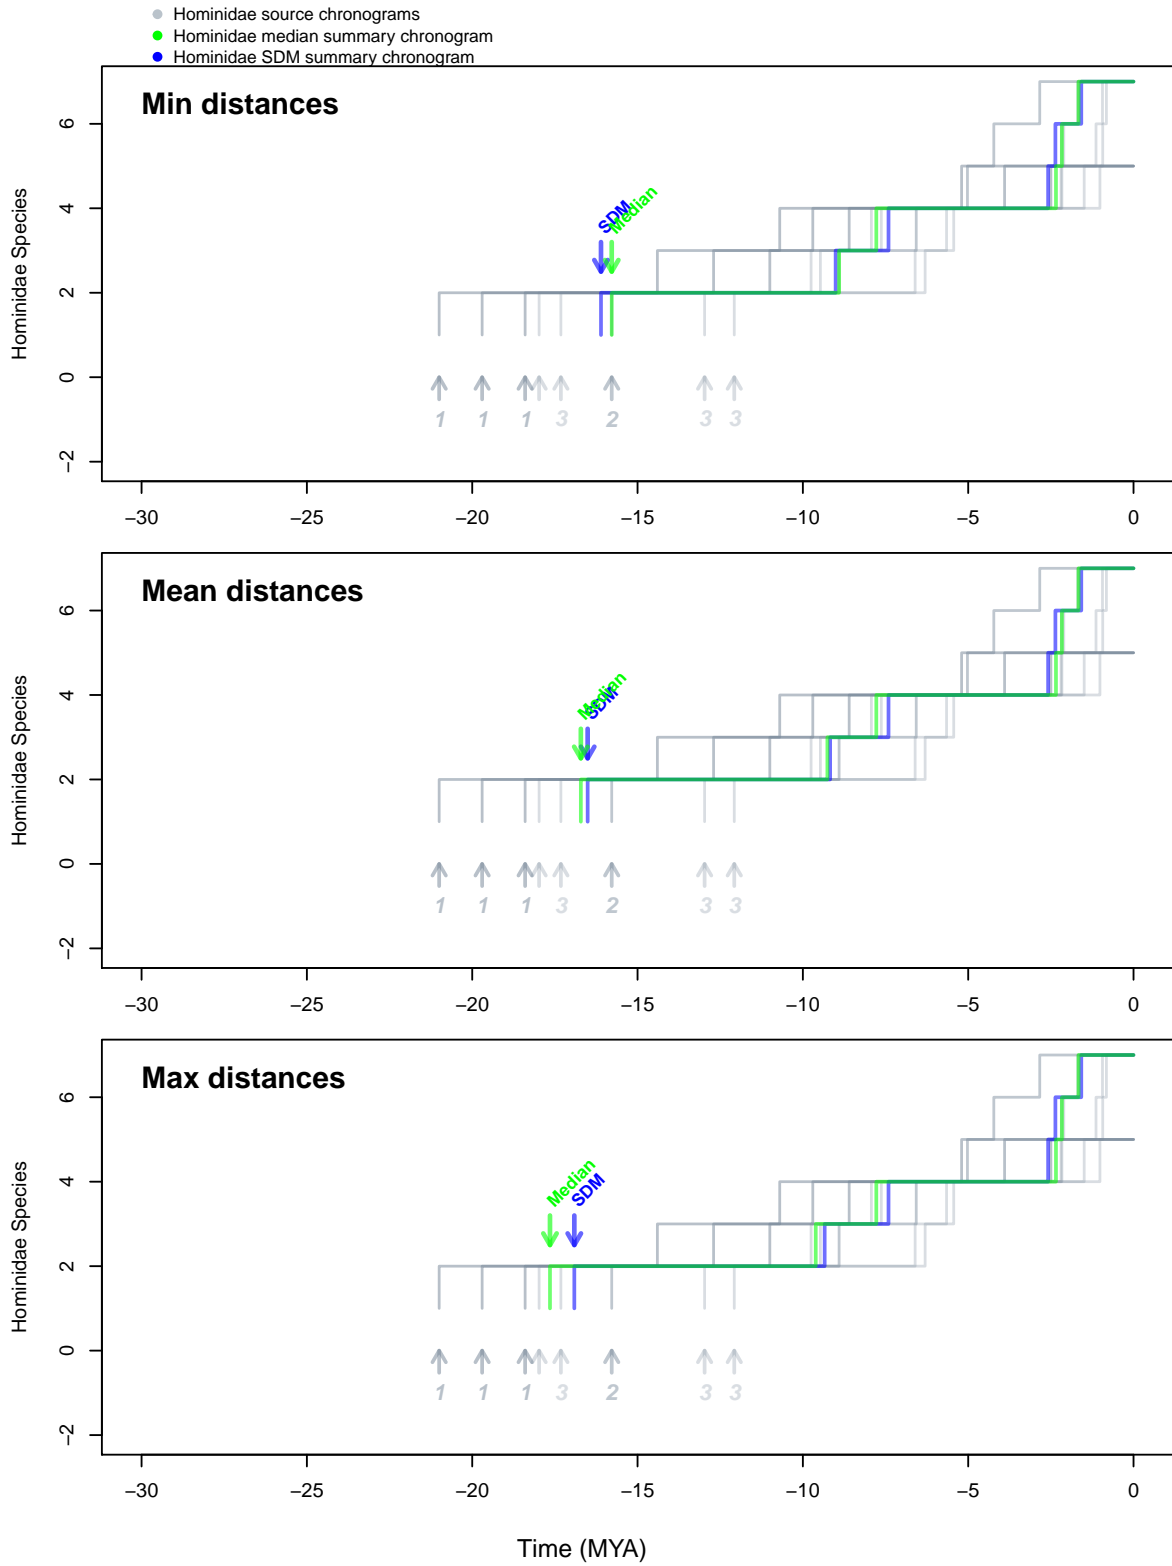 Hominidae source chronograms
Hominidae median summary chronogram
Hominidae SDM summary chronogram
Min distances
Hominidae Species
6
4
2
0
−2
SDM
Median
1 1 1 3 2 3 3
−30 −25 −20 −15 −10 −5 0
Mean distances
Hominidae Species
6
4
2
0
−2
Median
SDM
1 1 1 3 2 3 3
−30 −25 −20 −15 −10 −5 0
Max distances
Hominidae Species
6
4
2
0
−2
Median
SDM
1 1 1 3 2 3 3
−30 −25 −20 −15 −10 −5 0
Time (MYA)